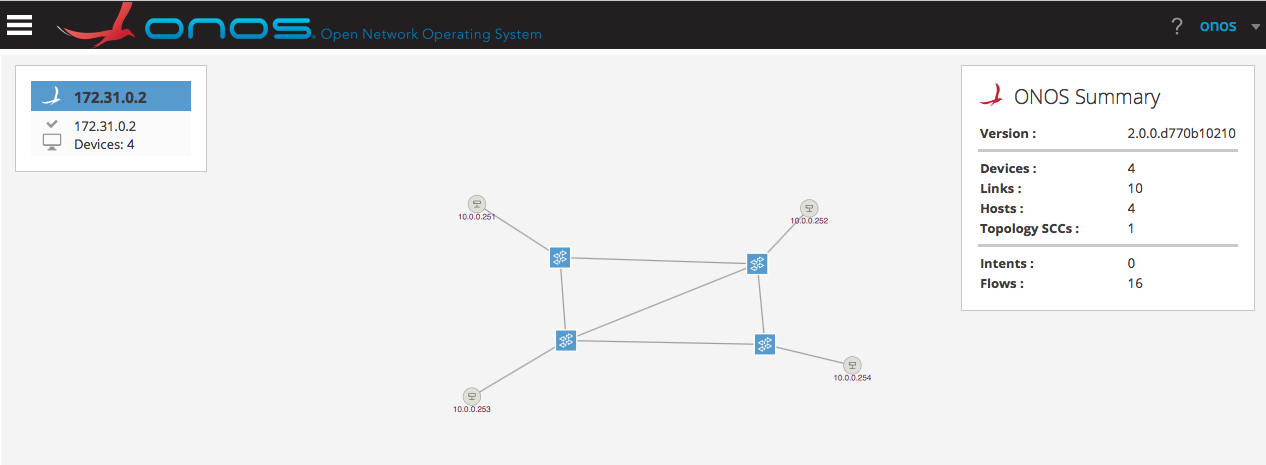 onos Open Network Operating System
? onos
172.31.0.2
172.31.0.2
Devices: 4
ONOS Summary
Version : 2.0.0.d770b10210
Devices : 4
Links : 10
Hosts : 4
Topology SCCs : 1
Intents : 0
Flows : 16
10.0.0.251
10.0.0.252
10.0.0.254
10.0.0.253